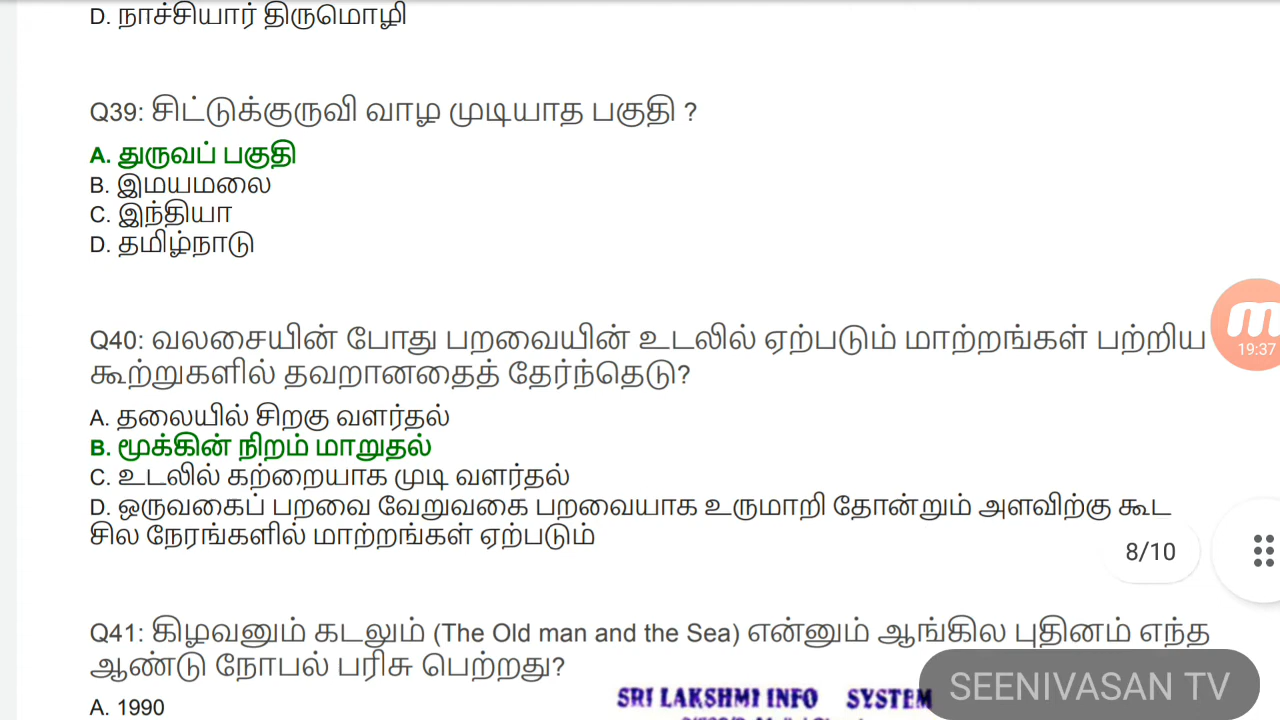 D. நாச்சியார் திருமொழி
Q39: சிட்டுக்குருவி வாழ முடியாத பகுதி ?
A. துருவப் பகுதி
B. இமயமலை
C. இந்தியா
D. தமிழ்நாடு
Q40: வலசையின் போது பறவையின் உடலில் ஏற்படும் மாற்றங்கள் பற்றிய
கூற்றுகளில் தவறானதைத் தேர்ந்தெடு?
A. தலையில் சிறகு வளர்தல்
B. மூக்கின் நிறம் மாறுதல்
C. உடலில் கற்றையாக முடி வளர்தல்
D. ஒருவகைப் பறவை வேறுவகை பறவையாக உருமாறி தோன்றும் அளவிற்கு கூட
சில நேரங்களில் மாற்றங்கள் ஏற்படும்
Q41: கிழவனும் கடலும் (The Old man and the Sea) என்னும் ஆங்கில புதினம் எந்த
ஆண்டு நோபல் பரிசு பெற்றது?
A. 1990
19:37
8/10
SRI LAKSHMI INFO SYSTEM
SEENIVASAN TV